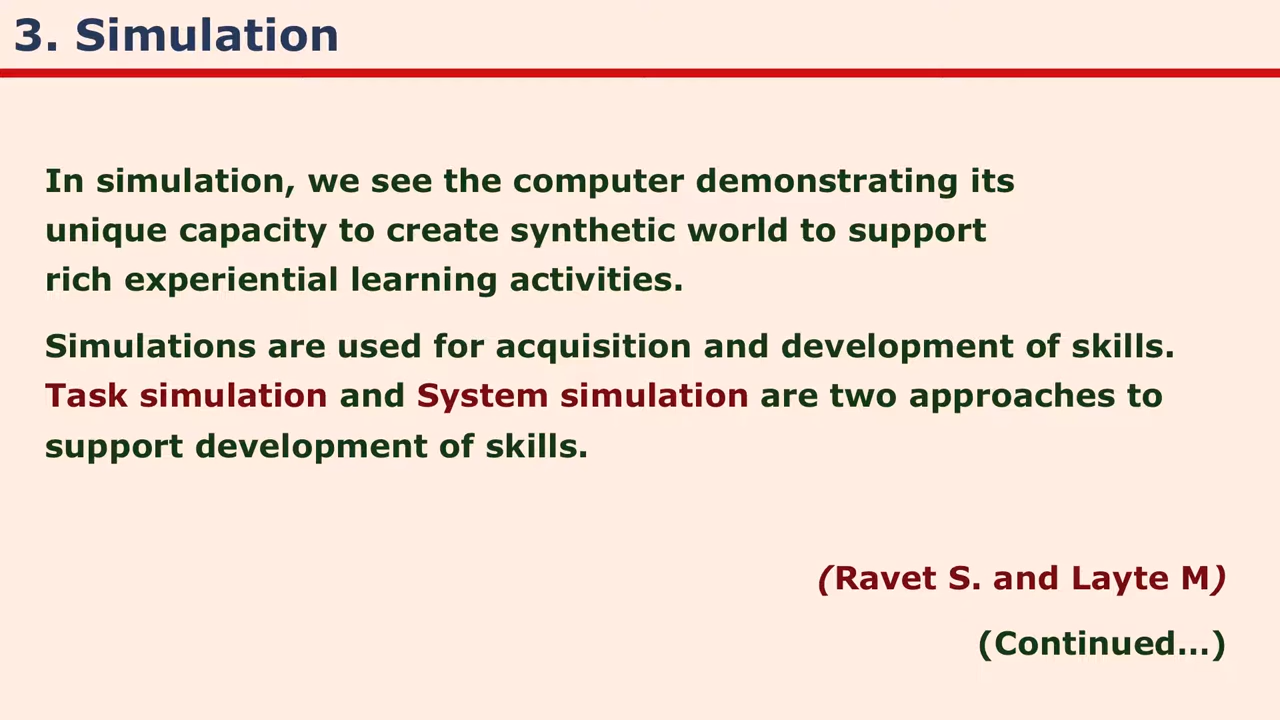 3. Simulation
In simulation, we see the computer demonstrating its
unique capacity to create synthetic world to support
rich experiential learning activities.
Simulations are used for acquisition and development of skills.
Task simulation and System simulation are two approaches to
support development of skills.
(Ravet S. and Layte M)
(Continued...)